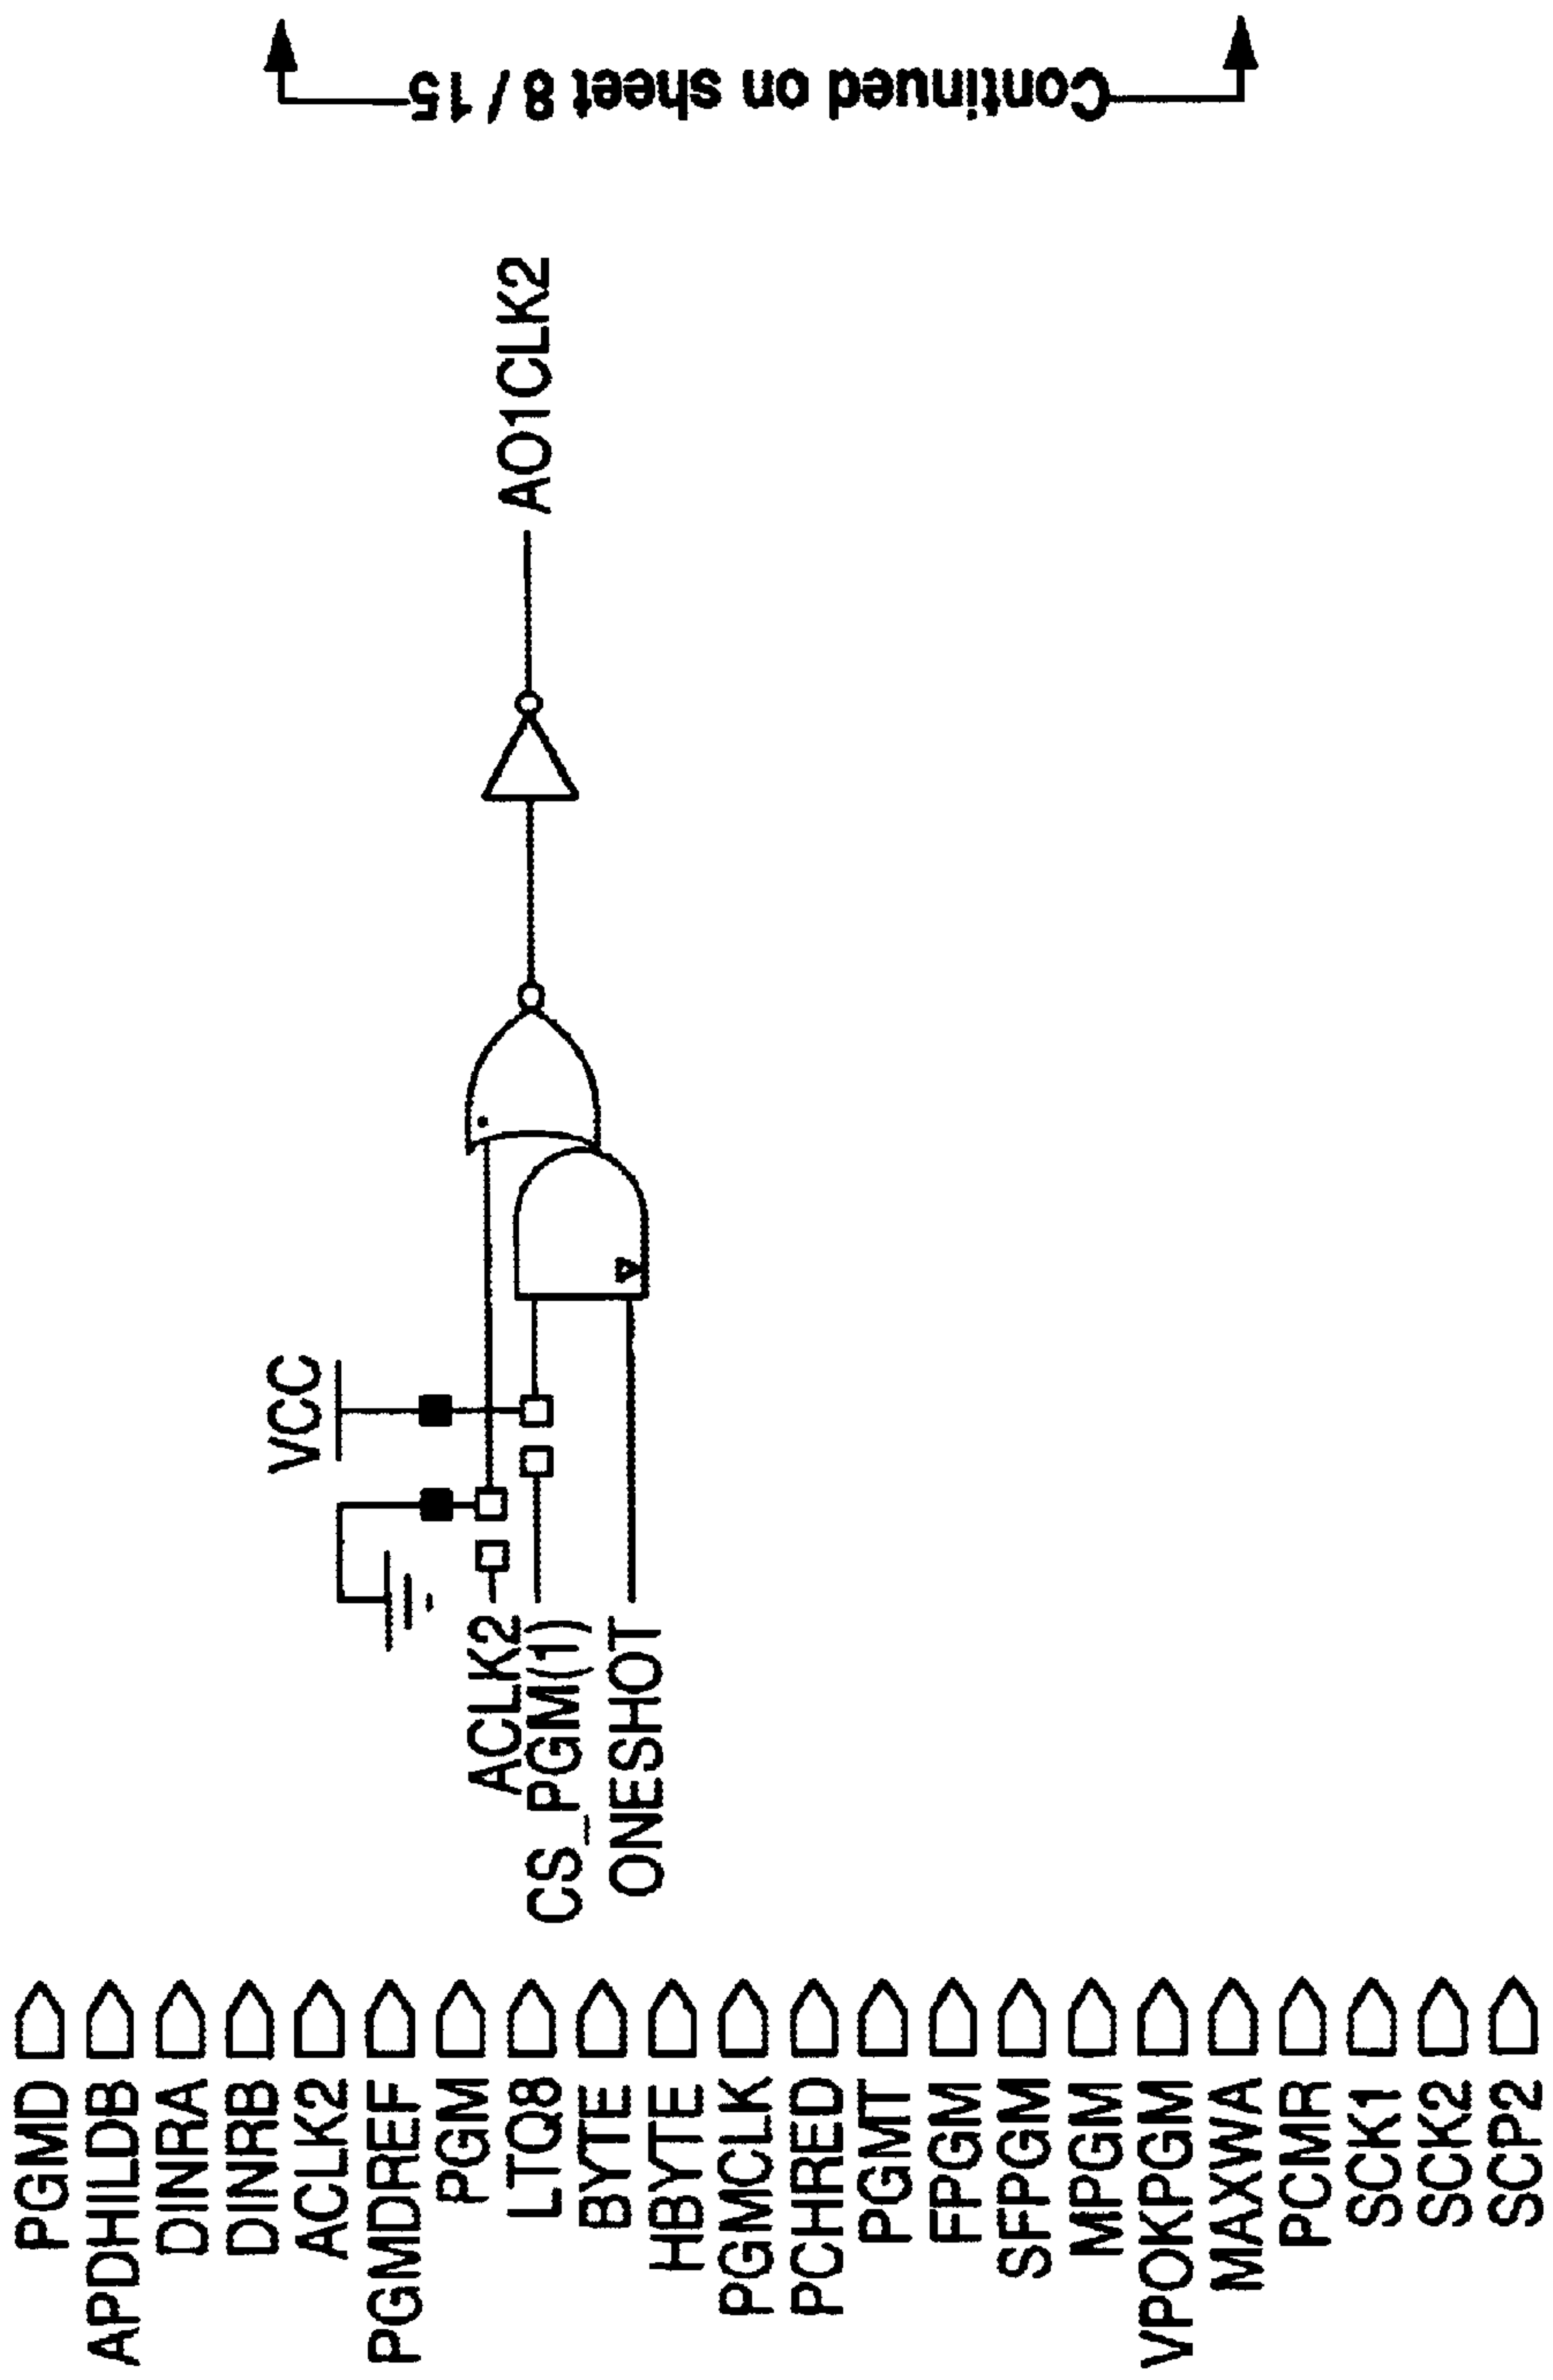 PGMD
APDHILDB
DINRA
DINRB
ACLK2
PGMDREF
PGM
LTQ8
BYTE
HBYTE
PGMCLK
PCHRED
PGMT
FPGM
SFPGM
MPGM
VPOKPGM
MAXWA
PCMR
SCK1
SCK2
SCP2
VCC
ACLK2
CS_PGM(1)
ONESHOT
AO1CLK2
Continued on sheet 8 / 15